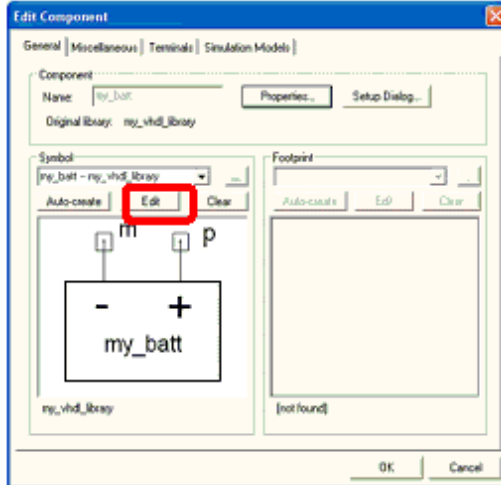 Edit Component
General Miscellaneous Terminals Simulation Models
Component
Name: my_batt Properties... Setup Dialog...
Original library: my_vhdl_library
Symbol
my_batt - my_vhdl_library ...
Auto-create Edit Clear
m p
- +
my_batt
my_vhdl_library
Footprint
Auto-create Edit Clear
(not found)
OK Cancel